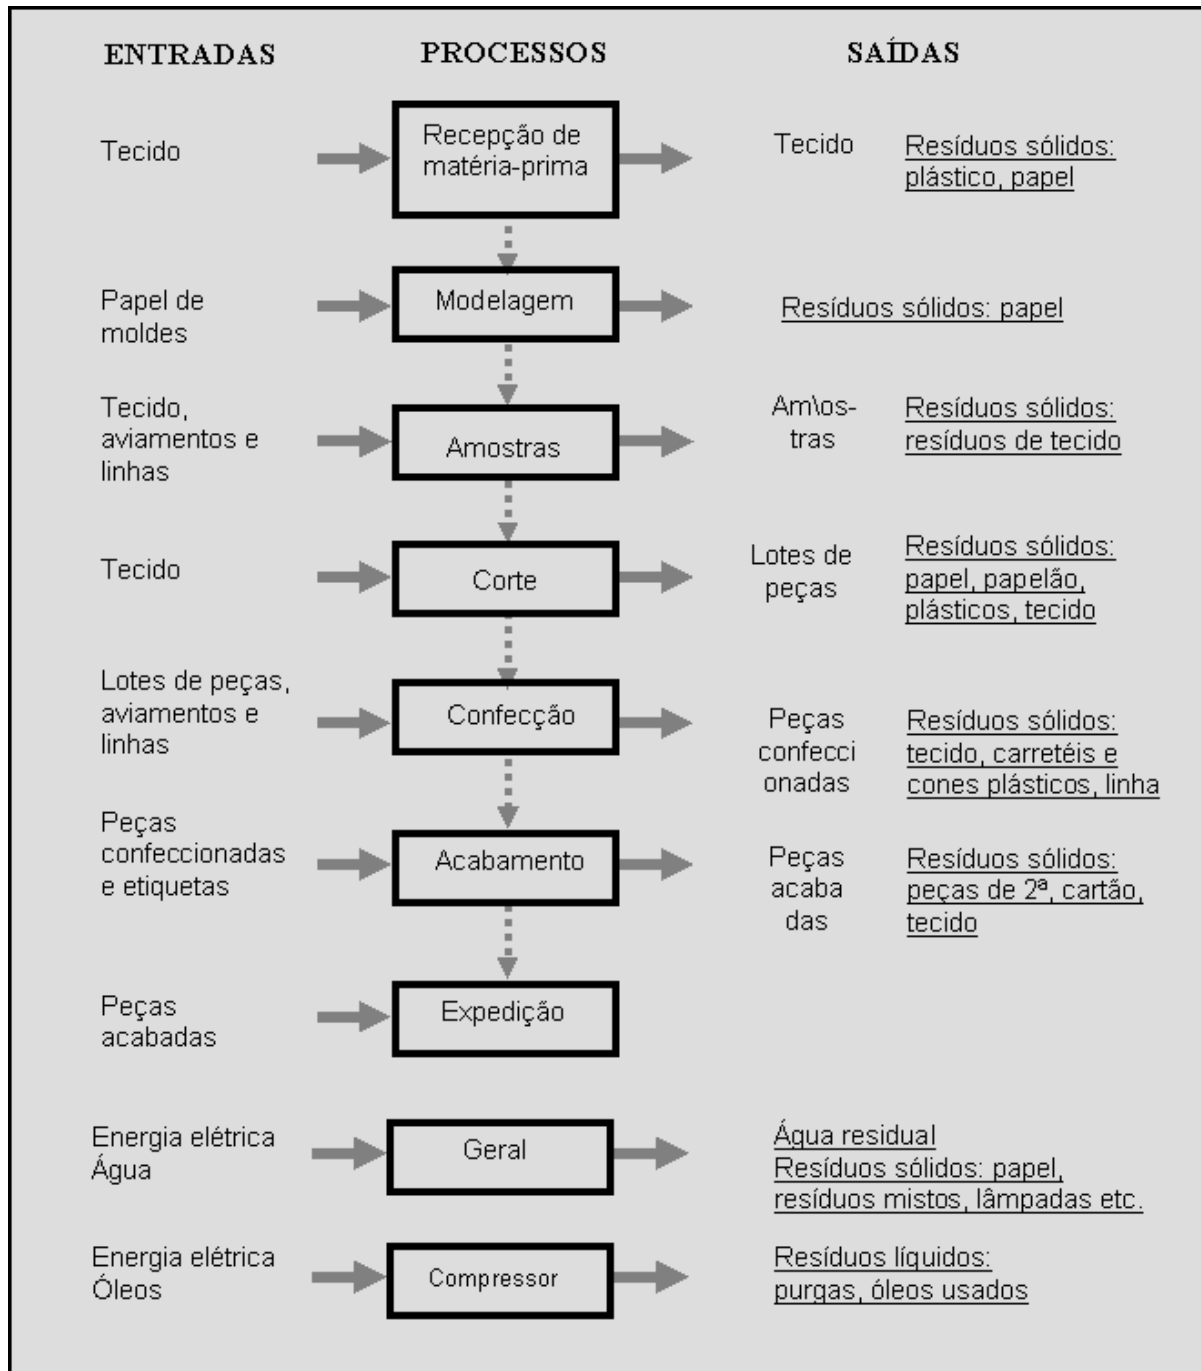 ENTRADAS PROCESSOS SAÍDAS
Tecido
Recepção de
matéria-prima
Tecido
Resíduos sólidos:
plástico, papel
Papel de
moldes
Modelagem
Resíduos sólidos: papel
Tecido,
aviamentos e
linhas
Amostras
Am\os-
tras
Resíduos sólidos:
resíduos de tecido
Tecido
Corte
Lotes de
peças
Resíduos sólidos:
papel, papelão,
plásticos, tecido
Lotes de peças,
aviamentos e
linhas
Confecção
Peças
confecci
onadas
Resíduos sólidos:
tecido, carretéis e
cones plásticos, linha
Peças
confeccionadas
e etiquetas
Acabamento
Peças
acaba
das
Resíduos sólidos:
peças de 2ª, cartão,
tecido
Peças
acabadas
Expedição
Energia elétrica
Água
Geral
Água residual
Resíduos sólidos: papel,
resíduos mistos, lâmpadas etc.
Energia elétrica
Óleos
Compressor
Resíduos líquidos:
purgas, óleos usados